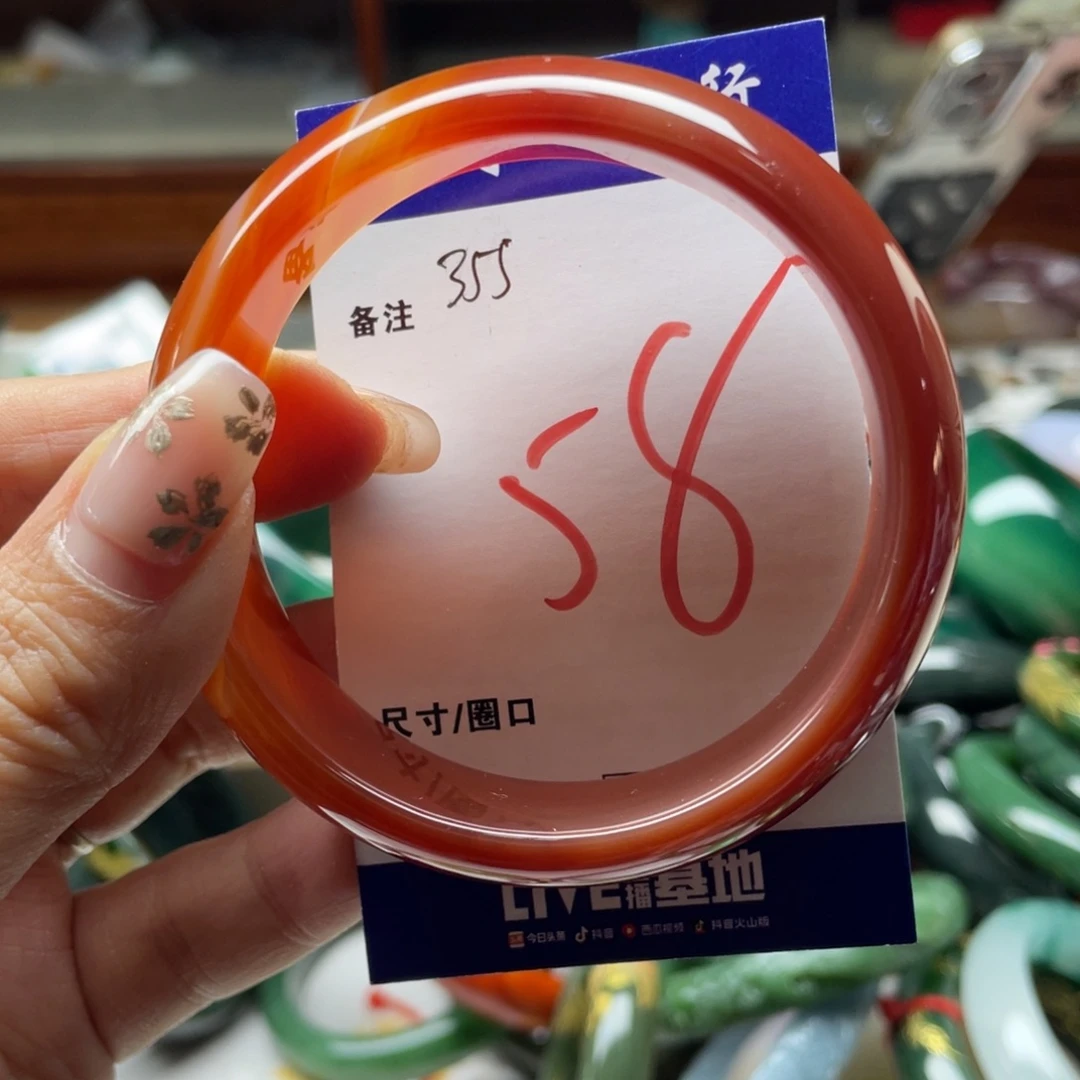 行
备注 355
58
尺寸/圈口
LIVE播基地
今日头条 抖音 西瓜视频 抖音火山版